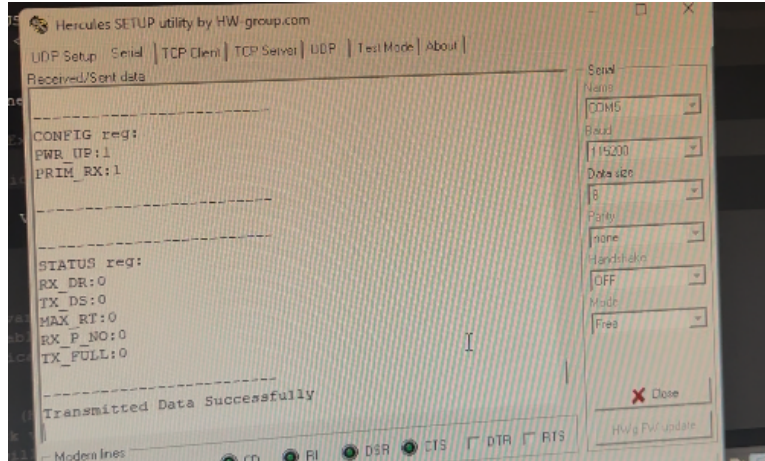 Hercules SETUP utility by HW-group.com
UDP Setup Serial TCP Client TCP Server UDP Test Mode About
Received/Sent data
CONFIG reg:
PWR_UP:1
PRIM_RX:1
STATUS reg:
RX_DR:0
TX_DS:0
MAX_RT:0
RX_P_NO:0
TX_FULL:0
Transmitted Data Successfully
Modem lines
CD RI DSR CTS DTR RTS
Serial
Name
COM5
Baud
115200
Data size
8
Parity
none
Handshake
OFF
Mode
Free
Close
HWg FW update